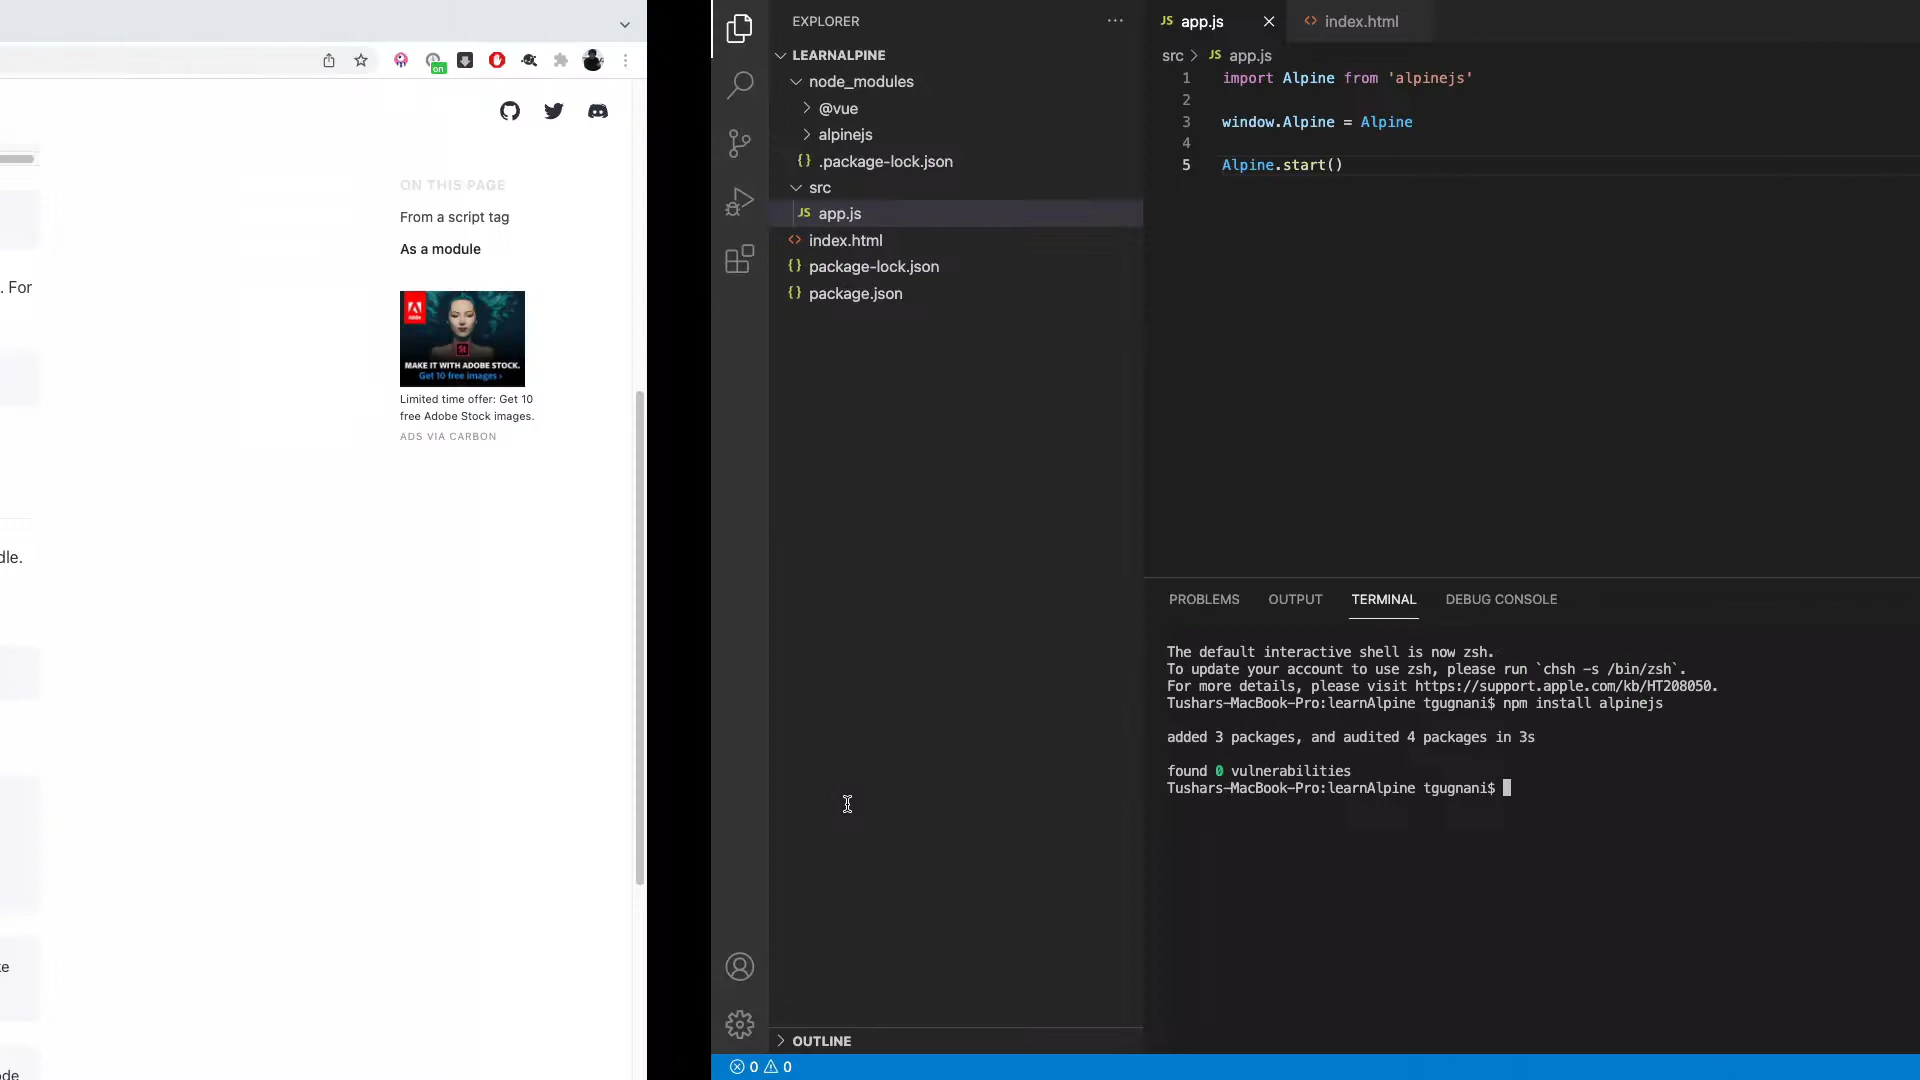 on
ON THIS PAGE
From a script tag
As a module
. For
Adobe
St
MAKE IT WITH ADOBE STOCK.
Get 10 free images ›
Limited time offer: Get 10
free Adobe Stock images.
ADS VIA CARBON
dle.
EXPLORER
LEARNALPINE
node_modules
@vue
alpinejs
{} .package-lock.json
src
JS app.js
<> index.html
{} package-lock.json
{} package.json
OUTLINE
0 0
JS app.js
<> index.html
src > JS app.js
1 import Alpine from 'alpinejs'
2
3 window.Alpine = Alpine
4
5 Alpine.start()
PROBLEMS OUTPUT TERMINAL DEBUG CONSOLE
The default interactive shell is now zsh.
To update your account to use zsh, please run `chsh -s /bin/zsh`.
For more details, please visit https://support.apple.com/kb/HT208050.
Tushars-MacBook-Pro:learnAlpine tgugnani$ npm install alpinejs
added 3 packages, and audited 4 packages in 3s
found 0 vulnerabilities
Tushars-MacBook-Pro:learnAlpine tgugnani$